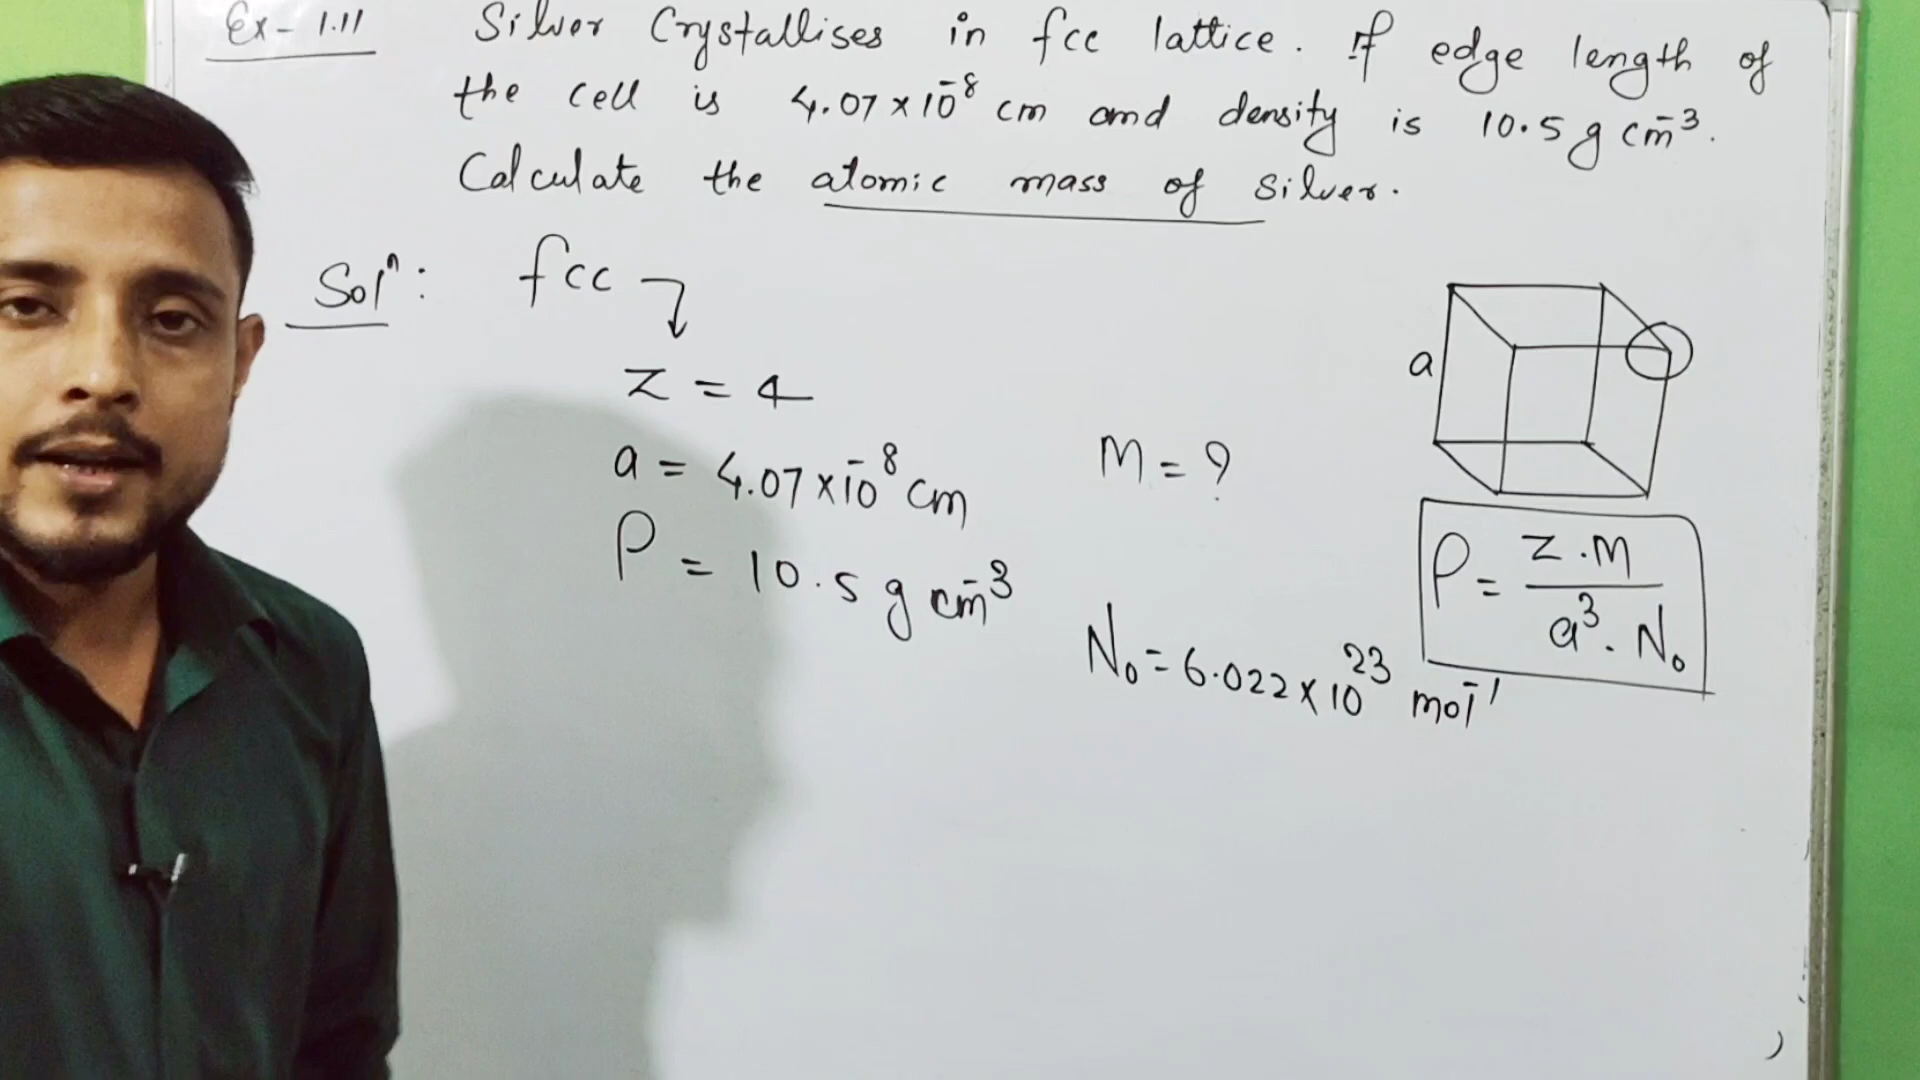 Ex- 1.11 Silver Crystallises in fcc lattice. If edge length of
the cell is 4.07 × 10⁻⁸ cm and density is 10.5 g cm⁻³.
Calculate the atomic mass of silver.
Solⁿ: fcc
z = 4
a
a = 4.07 × 10⁻⁸ cm
M = ?
ρ = 10.5 g cm⁻³
ρ = z . M / a³ . N₀
N₀ = 6.022 × 10²³ mol⁻¹